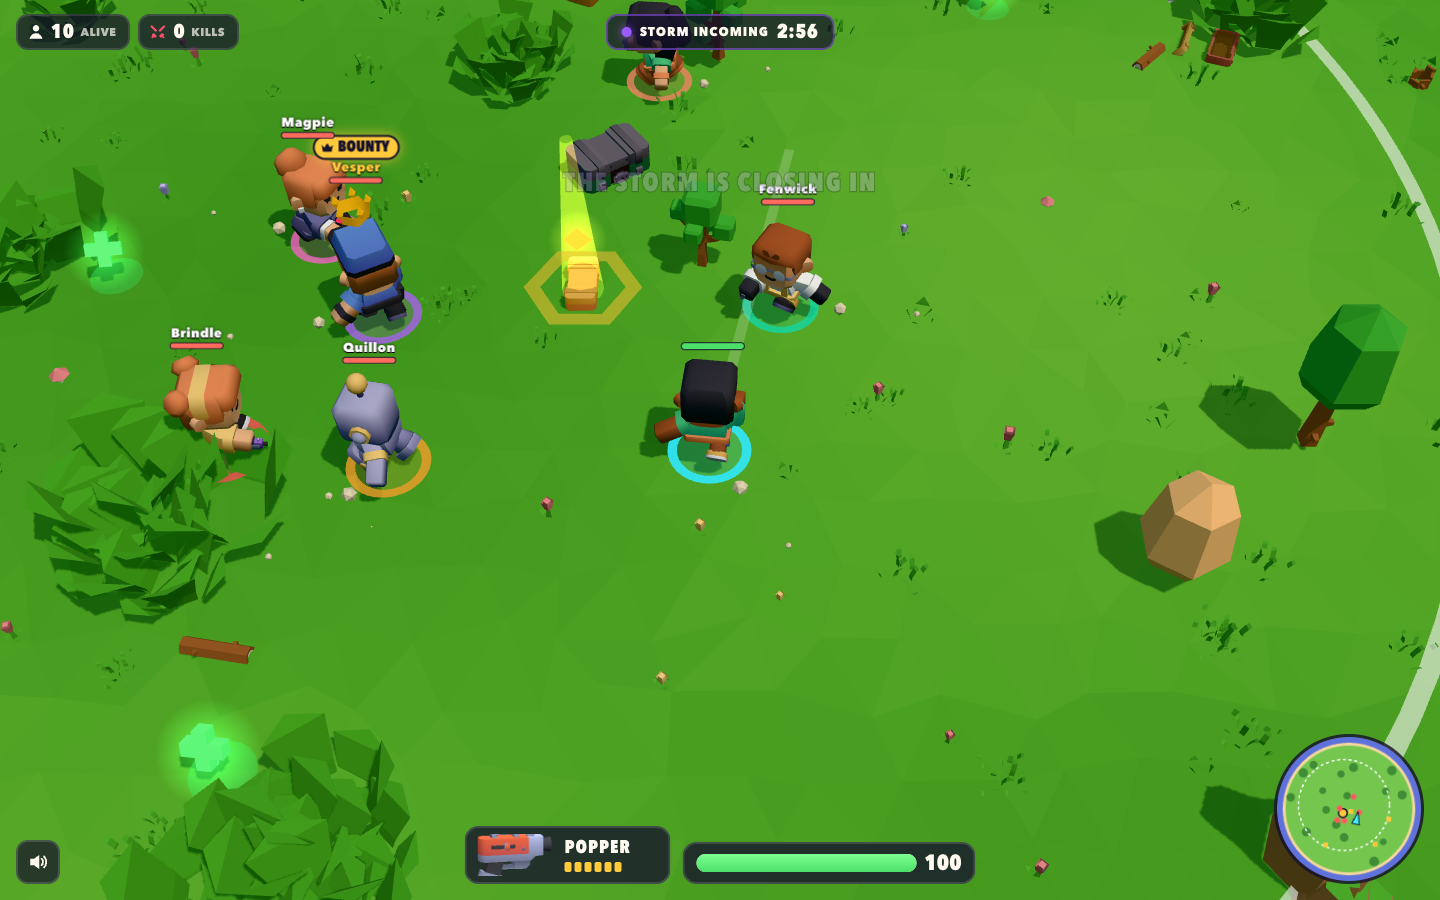 10 ALIVE
0 KILLS
STORM INCOMING 2:56
Magpie
BOUNTY
Vesper
THE STORM IS CLOSING IN
Fenwick
Brindle
Quillon
POPPER
100